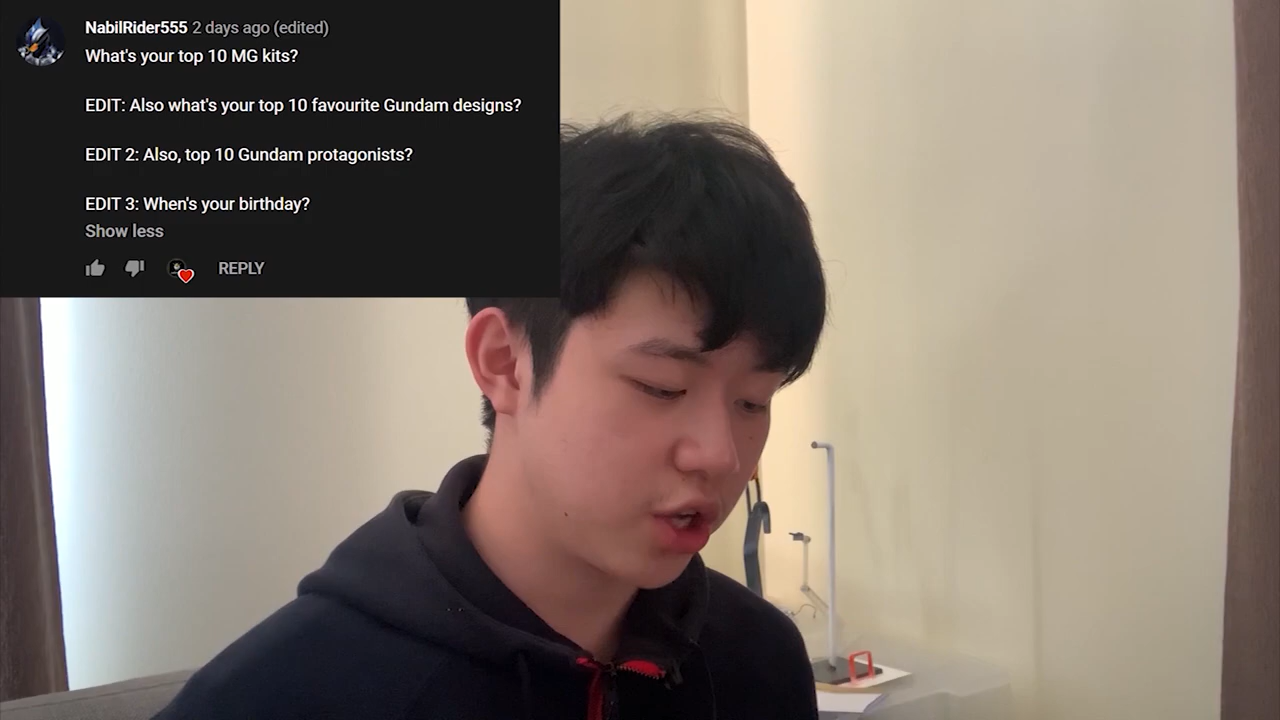 NabilRider555 2 days ago (edited)
What's your top 10 MG kits?
EDIT: Also what's your top 10 favourite Gundam designs?
EDIT 2: Also, top 10 Gundam protagonists?
EDIT 3: When's your birthday?
Show less
REPLY